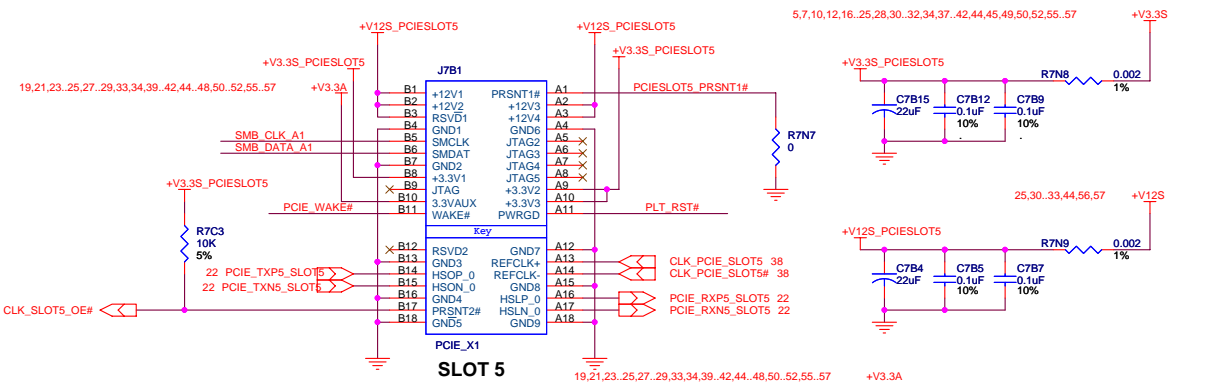 5,7,10,12,16..25,28,30..32,34,37..42,44,45,49,50,52,55..57
+V3.3S
+V12S_PCIESLOT5
+V12S_PCIESLOT5
+V3.3S_PCIESLOT5
+V3.3S_PCIESLOT5
19,21,23..25,27..29,33,34,39..42,44..48,50..52,55..57
+V3.3A
J7B1
B1 +12V1 PRSNT1# A1 PCIESLOT5_PRSNT1#
B2 +12V2 +12V3 A2
B3 RSVD1 +12V4 A3
B4 GND1 GND6 A4
SMB_CLK_A1 B5 SMCLK JTAG2 A5
SMB_DATA_A1 B6 SMDAT JTAG3 A6
B7 GND2 JTAG4 A7
B8 +3.3V1 JTAG5 A8
B9 JTAG +3.3V2 A9
B10 3.3VAUX +3.3V3 A10
PCIE_WAKE# B11 WAKE# PWRGD A11 PLT_RST#
Key
B12 RSVD2 GND7 A12
B13 GND3 REFCLK+ A13 CLK_PCIE_SLOT5 38
22 PCIE_TXP5_SLOT5 B14 HSOP_0 REFCLK- A14 CLK_PCIE_SLOT5# 38
22 PCIE_TXN5_SLOT5 B15 HSON_0 GND8 A15
B16 GND4 HSLP_0 A16 PCIE_RXP5_SLOT5 22
CLK_SLOT5_OE# B17 PRSNT2# HSLN_0 A17 PCIE_RXN5_SLOT5 22
B18 GND5 GND9 A18
PCIE_X1
SLOT 5
+V3.3S_PCIESLOT5
R7C3
10K
5%
R7N7
0
+V3.3S_PCIESLOT5
R7N8
0.002
1%
C7B15
22uF
C7B12
0.1uF
10%
.
C7B9
0.1uF
10%
.
25,30..33,44,56,57
+V12S
+V12S_PCIESLOT5
R7N9
0.002
1%
C7B4
22uF
C7B5
0.1uF
10%
C7B7
0.1uF
10%
19,21,23..25,27..29,33,34,39..42,44..48,50..52,55..57
+V3.3A